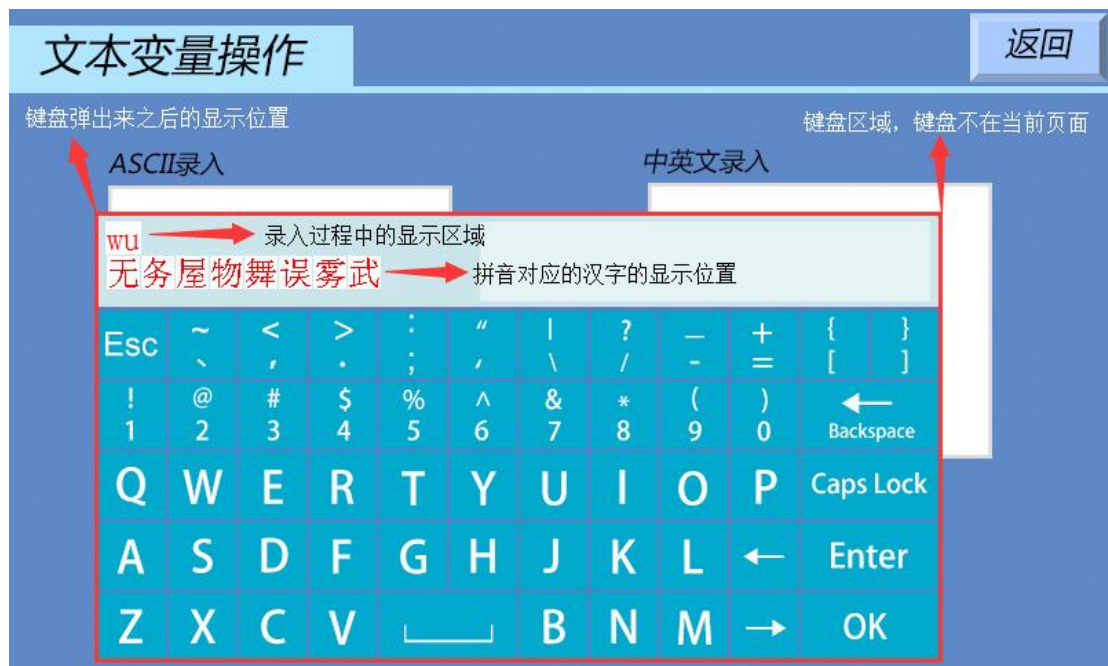 文本变量操作
返回
键盘弹出来之后的显示位置
键盘区域，键盘不在当前页面
ASCII录入
中英文录入
wu
录入过程中的显示区域
无务屋物舞误雾武
拼音对应的汉字的显示位置
Esc ~ < > : " | ? _ + { }
` , . ; ' \ / - = [ ]
! @ # $ % ^ & * ( )
1 2 3 4 5 6 7 8 9 0 Backspace
Q W E R T Y U I O P Caps Lock
A S D F G H J K L ← Enter
Z X C V B N M → OK